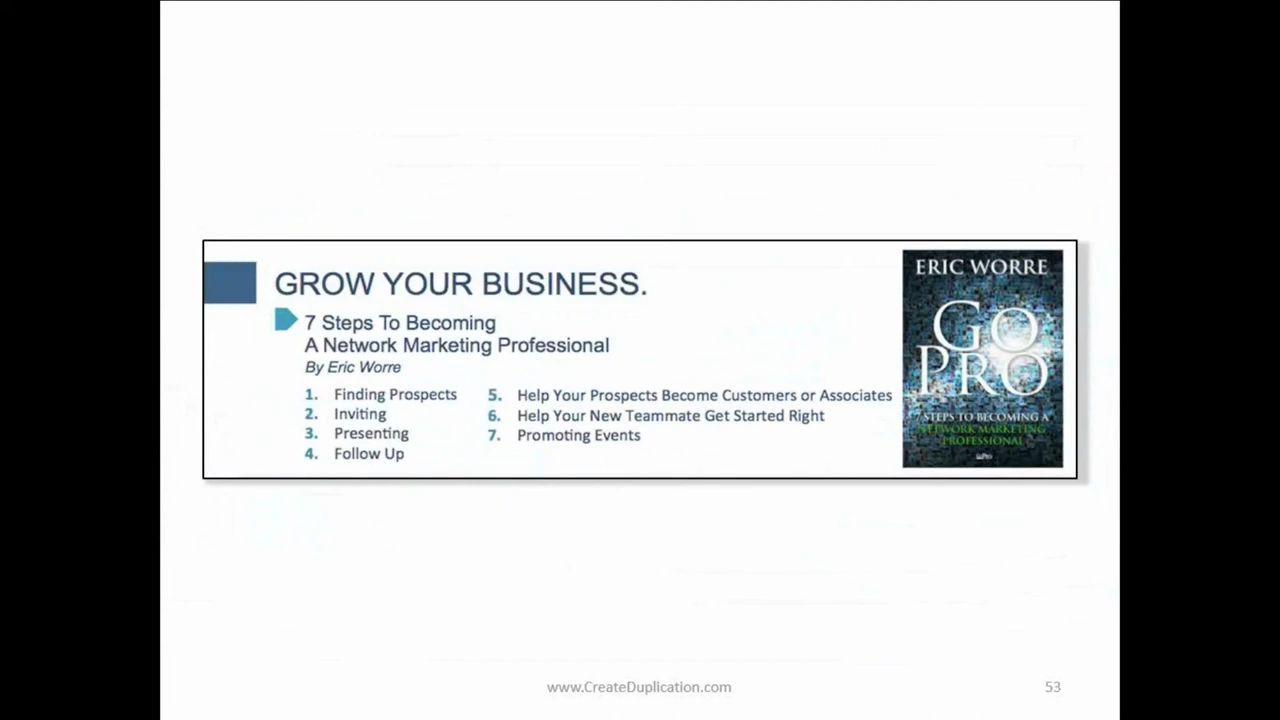 GROW YOUR BUSINESS.
7 Steps To Becoming
A Network Marketing Professional
By Eric Worre
1. Finding Prospects
2. Inviting
3. Presenting
4. Follow Up
5. Help Your Prospects Become Customers or Associates
6. Help Your New Teammate Get Started Right
7. Promoting Events
ERIC WORRE
GO
PRO
7 STEPS TO BECOMING A
NETWORK MARKETING
PROFESSIONAL
www.CreateDuplication.com
53